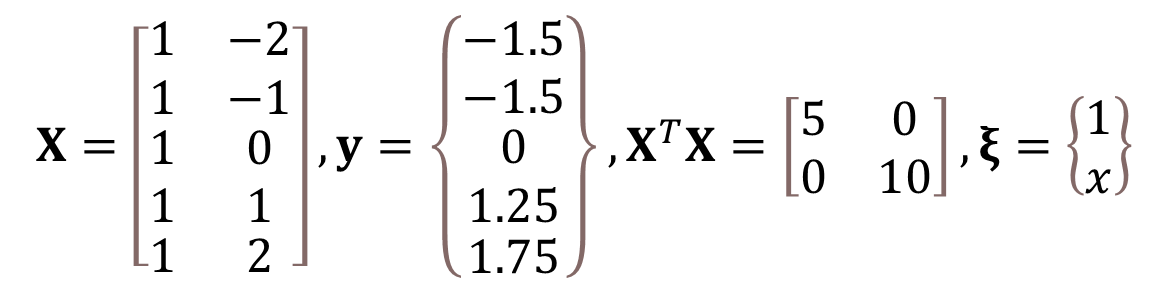 𝐗 = [1 −2; 1 −1; 1 0; 1 1; 1 2], 𝐲 = {−1.5; −1.5; 0; 1.25; 1.75}, 𝐗ᵀ𝐗 = [5 0; 0 10], 𝛏 = {1; x}